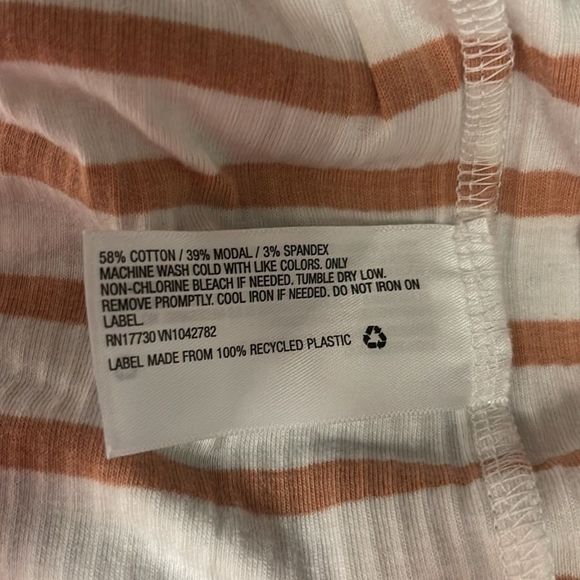 58% COTTON / 39% MODAL / 3% SPANDEX
MACHINE WASH COLD WITH LIKE COLORS. ONLY
NON-CHLORINE BLEACH IF NEEDED. TUMBLE DRY LOW.
REMOVE PROMPTLY. COOL IRON IF NEEDED. DO NOT IRON ON
LABEL.
RN17730 VN1042782
LABEL MADE FROM 100% RECYCLED PLASTIC